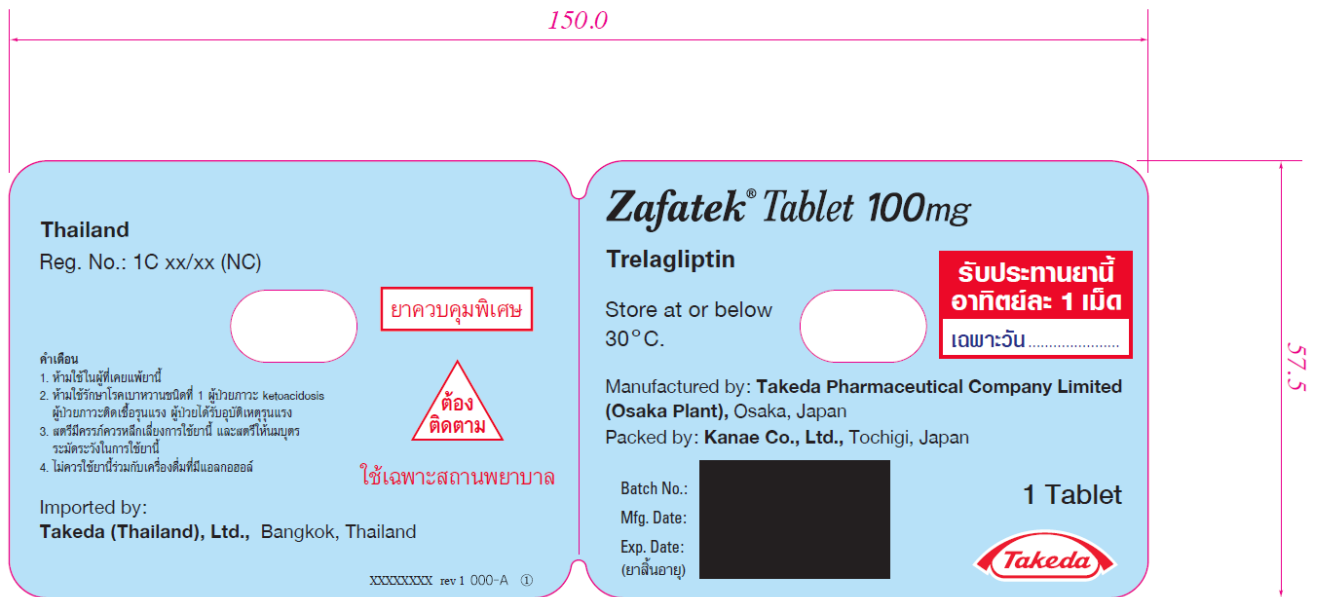 150.0
Thailand
Reg. No.: 1C xx/xx (NC)
ยาควบคุมพิเศษ
คำเตือน
1. ห้ามใช้ในผู้ที่เคยแพ้ยานี้
2. ห้ามใช้รักษาโรคเบาหวานชนิดที่ 1 ผู้ป่วยภาวะ ketoacidosis
ผู้ป่วยภาวะติดเชื้อรุนแรง ผู้ป่วยได้รับอุบัติเหตุรุนแรง
3. สตรีมีครรภ์ควรหลีกเลี่ยงการใช้ยานี้ และสตรีให้นมบุตร
ระมัดระวังในการใช้ยานี้
4. ไม่ควรใช้ยานี้ร่วมกับเครื่องดื่มที่มีแอลกอฮอล์
ต้อง
ติดตาม
ใช้เฉพาะสถานพยาบาล
Imported by:
Takeda (Thailand), Ltd., Bangkok, Thailand
XXXXXXXX rev 1 000-A ①
Zafatek® Tablet 100mg
Trelagliptin
Store at or below
30°C.
รับประทานยานี้
อาทิตย์ละ 1 เม็ด
เฉพาะวัน......................
Manufactured by: Takeda Pharmaceutical Company Limited
(Osaka Plant), Osaka, Japan
Packed by: Kanae Co., Ltd., Tochigi, Japan
Batch No.:
Mfg. Date:
Exp. Date:
(ยาสิ้นอายุ)
1 Tablet
Takeda
57.5